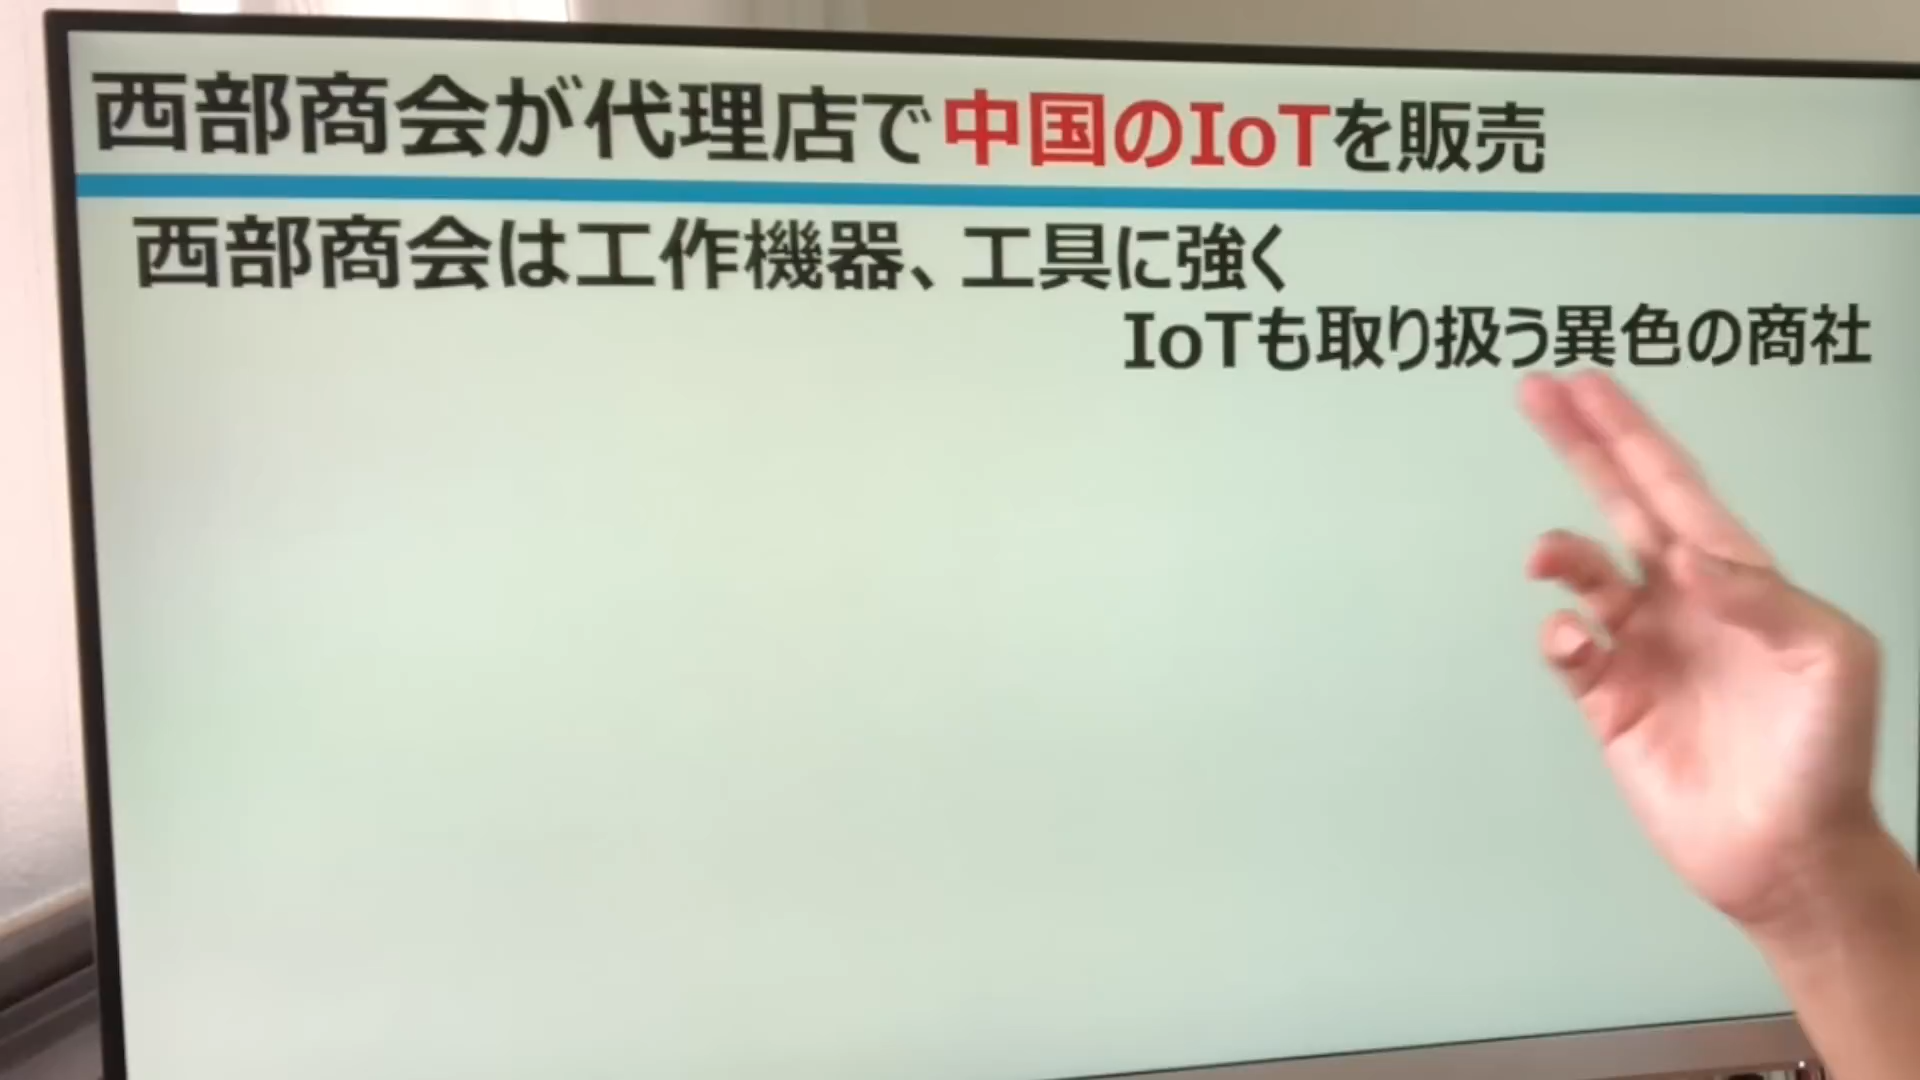 西部商会が代理店で中国のIoTを販売
西部商会は工作機器、工具に強く
IoTも取り扱う異色の商社